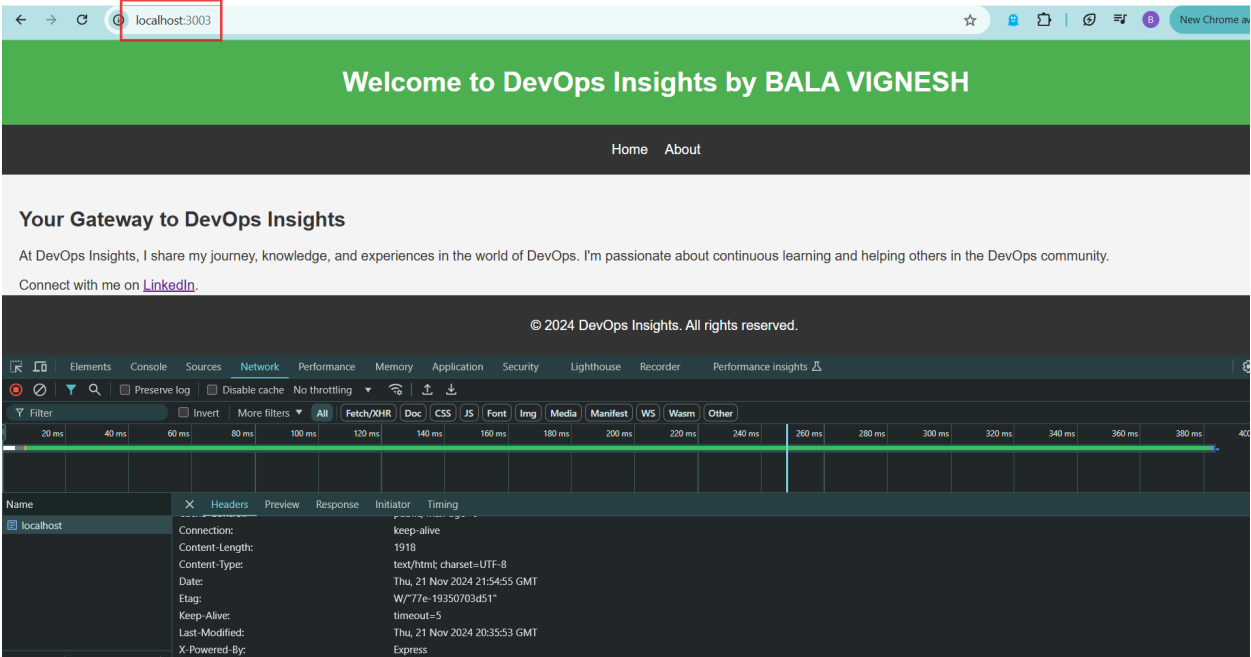 localhost:3003
B
New Chrome av
Welcome to DevOps Insights by BALA VIGNESH
Home About
Your Gateway to DevOps Insights
At DevOps Insights, I share my journey, knowledge, and experiences in the world of DevOps. I'm passionate about continuous learning and helping others in the DevOps community.
Connect with me on LinkedIn.
© 2024 DevOps Insights. All rights reserved.
Elements Console Sources Network Performance Memory Application Security Lighthouse Recorder Performance insights
Preserve log Disable cache No throttling
Filter Invert More filters All Fetch/XHR Doc CSS JS Font Img Media Manifest WS Wasm Other
20 ms 40 ms 60 ms 80 ms 100 ms 120 ms 140 ms 160 ms 180 ms 200 ms 220 ms 240 ms 260 ms 280 ms 300 ms 320 ms 340 ms 360 ms 380 ms
Name Headers Preview Response Initiator Timing
localhost
Connection: keep-alive
Content-Length: 1918
Content-Type: text/html; charset=UTF-8
Date: Thu, 21 Nov 2024 21:54:55 GMT
Etag: W/"77e-19350703d51"
Keep-Alive: timeout=5
Last-Modified: Thu, 21 Nov 2024 20:35:53 GMT
X-Powered-By: Express